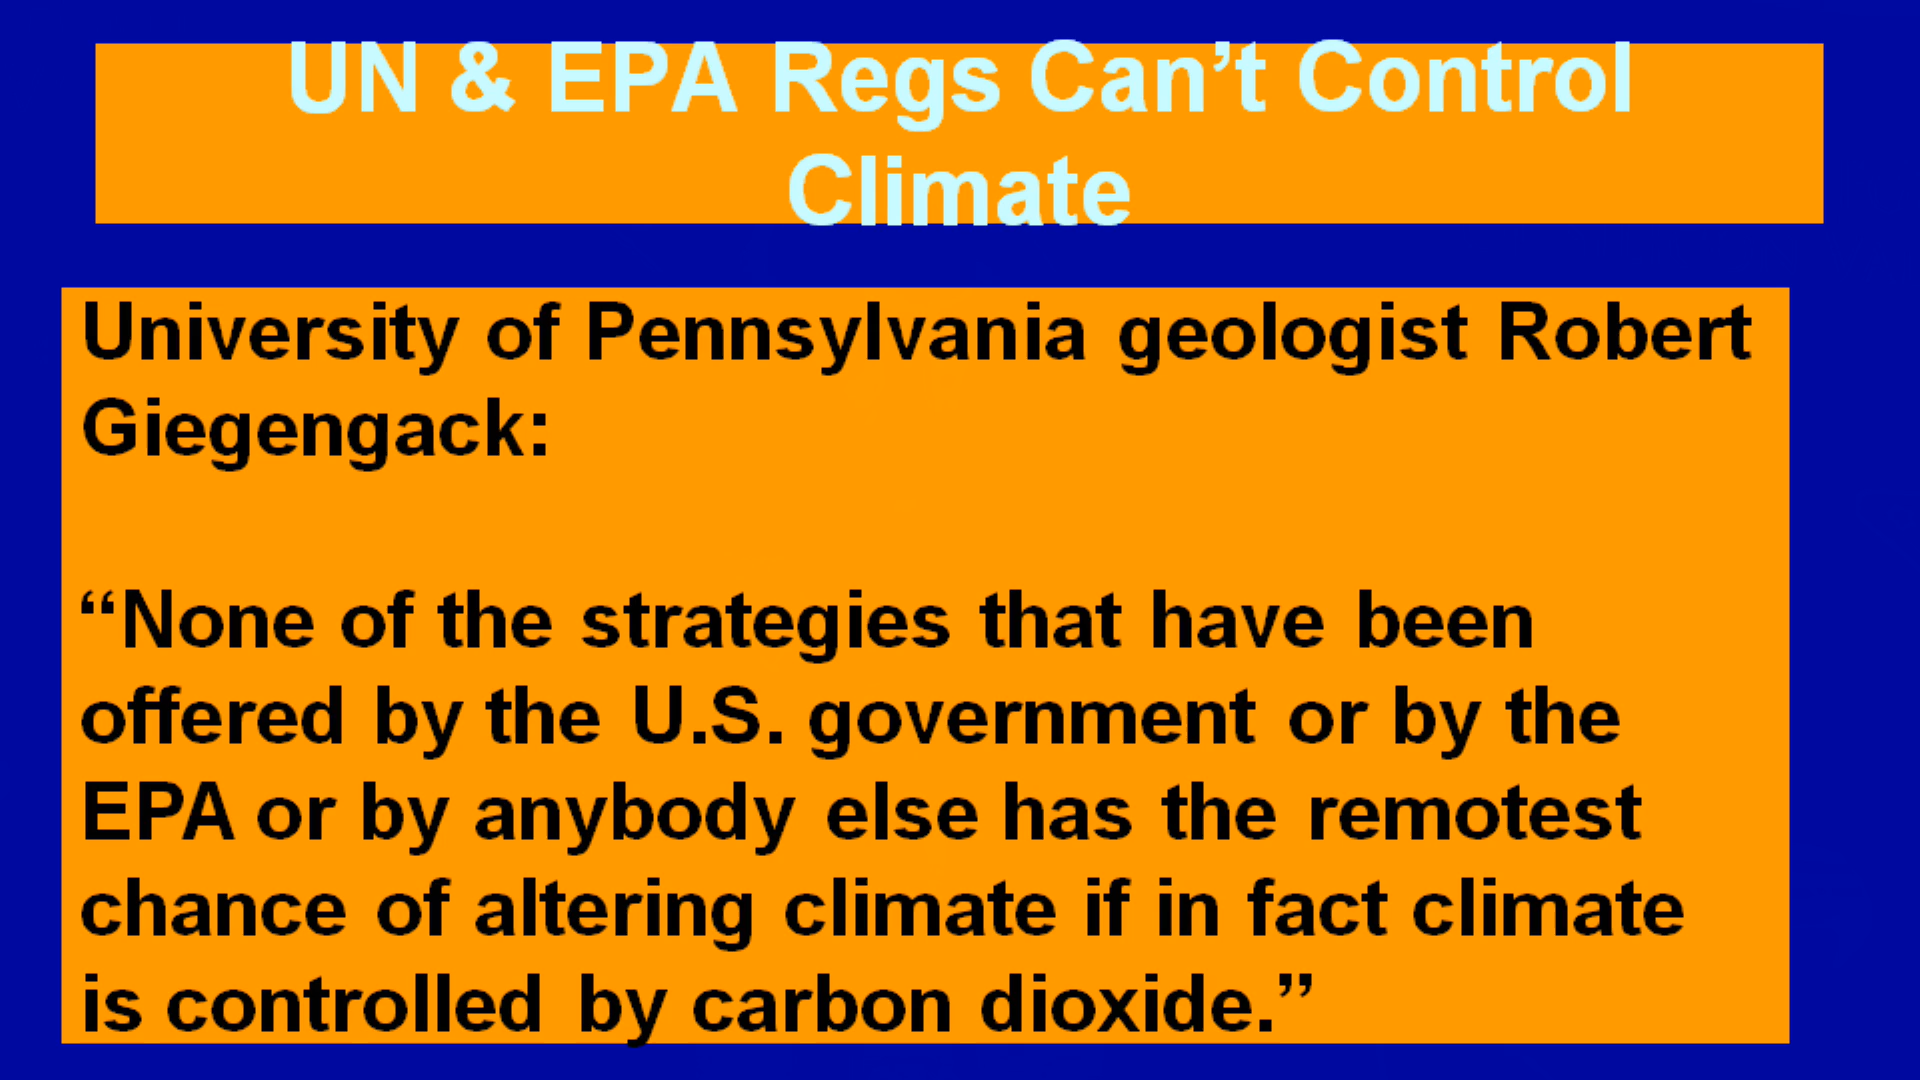 UN & EPA Regs Can’t Control
Climate
University of Pennsylvania geologist Robert
Giegengack:
“None of the strategies that have been
offered by the U.S. government or by the
EPA or by anybody else has the remotest
chance of altering climate if in fact climate
is controlled by carbon dioxide.”